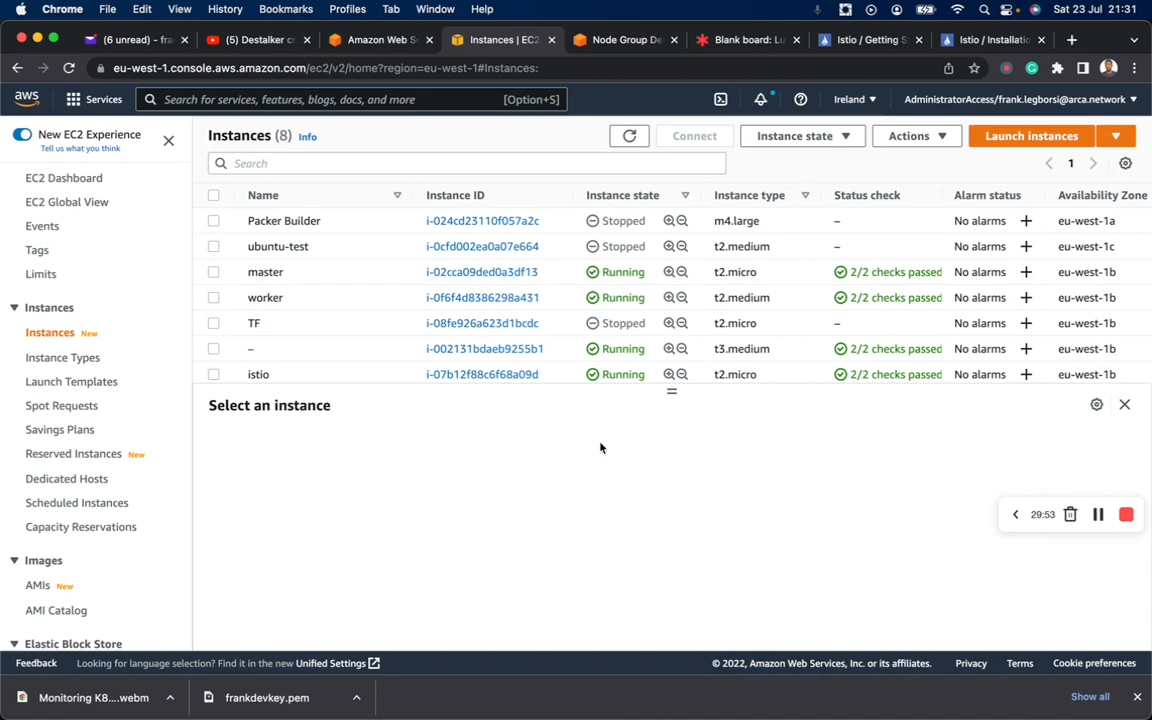 Chrome File Edit View History Bookmarks Profiles Tab Window Help Sat 23 Jul 21:31
(6 unread) - fra
(5) Destalker c
Amazon Web S
Instances | EC2
Node Group De
Blank board: Lu
Istio / Getting S
Istio / Installatio
eu-west-1.console.aws.amazon.com/ec2/v2/home?region=eu-west-1#Instances:
aws Services Search for services, features, blogs, docs, and more [Option+S] Ireland AdministratorAccess/frank.legborsi@arca.network
New EC2 Experience
Tell us what you think
EC2 Dashboard
EC2 Global View
Events
Tags
Limits
Instances
Instances New
Instance Types
Launch Templates
Spot Requests
Savings Plans
Reserved Instances New
Dedicated Hosts
Scheduled Instances
Capacity Reservations
Images
AMIs New
AMI Catalog
Elastic Block Store
Instances (8) Info Connect Instance state Actions Launch instances
Search 1
Name Instance ID Instance state Instance type Status check Alarm status Availability Zone
Packer Builder i-024cd23110f057a2c Stopped m4.large – No alarms + eu-west-1a
ubuntu-test i-0cfd002ea0a07e664 Stopped t2.medium – No alarms + eu-west-1c
master i-02cca09ded0a3df13 Running t2.micro 2/2 checks passed No alarms + eu-west-1b
worker i-0f6f4d8386298a431 Running t2.medium 2/2 checks passed No alarms + eu-west-1b
TF i-08fe926a623d1bcdc Stopped t2.micro – No alarms + eu-west-1b
– i-002131bdaeb9255b1 Running t3.medium 2/2 checks passed No alarms + eu-west-1b
istio i-07b12f88c6f68a09d Running t2.micro 2/2 checks passed No alarms + eu-west-1b
Select an instance
29:53
Feedback Looking for language selection? Find it in the new Unified Settings © 2022, Amazon Web Services, Inc. or its affiliates. Privacy Terms Cookie preferences
Monitoring K8....webm frankdevkey.pem Show all